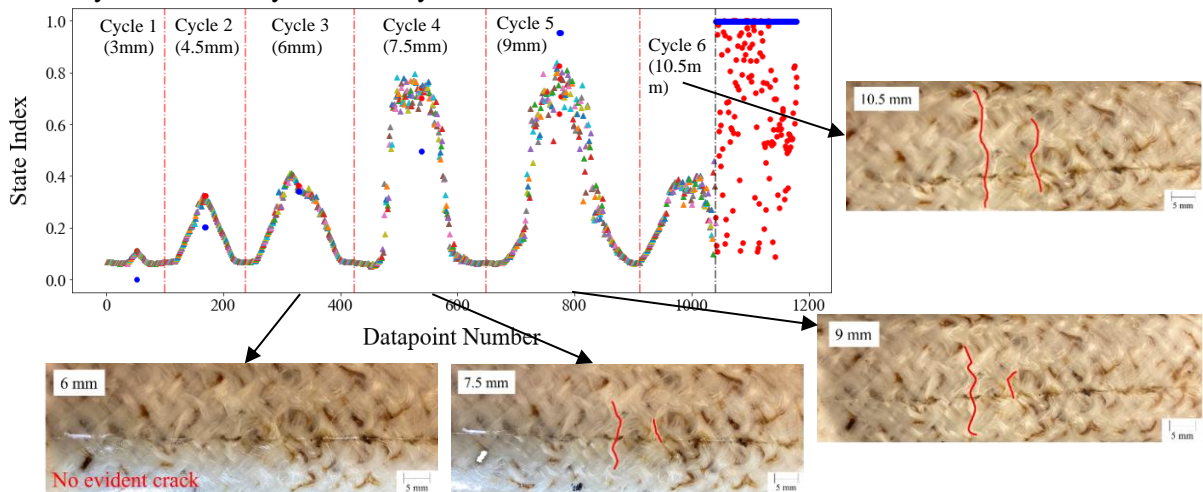 1.0
0.8
0.6
0.4
0.2
0.0
State Index
Cycle 1
(3mm)
Cycle 2
(4.5mm)
Cycle 3
(6mm)
Cycle 4
(7.5mm)
Cycle 5
(9mm)
Cycle 6
(10.5m
m)
0 200 400 600 800 1000 1200
Datapoint Number
10.5 mm
5 mm
9 mm
5 mm
6 mm
No evident crack
5 mm
7.5 mm
5 mm